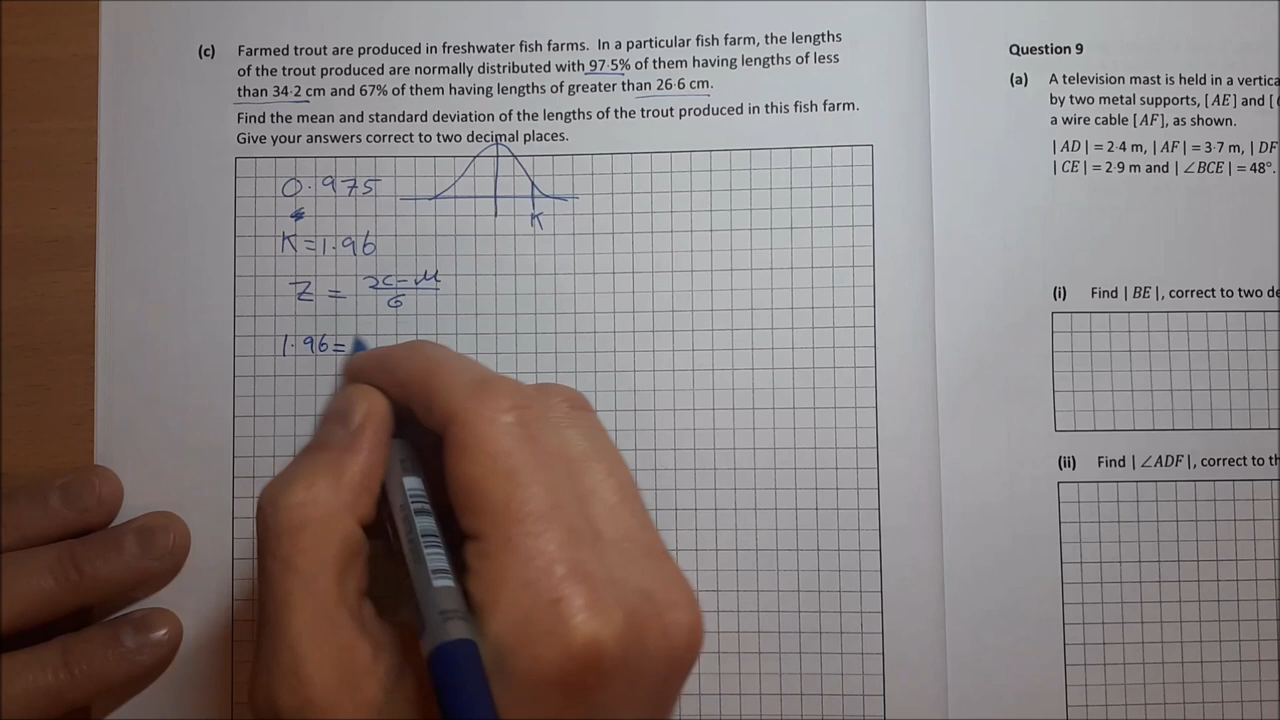 (c) Farmed trout are produced in freshwater fish farms. In a particular fish farm, the lengths
of the trout produced are normally distributed with 97·5% of them having lengths of less
than 34·2 cm and 67% of them having lengths of greater than 26·6 cm.
Find the mean and standard deviation of the lengths of the trout produced in this fish farm.
Give your answers correct to two decimal places.
0.975
K
K = 1.96
Z = x - μ
σ
1.96 =
Question 9
(a) A television mast is held in a vertica
by two metal supports, [AE] and [
a wire cable [AF], as shown.
|AD| = 2·4 m, |AF| = 3·7 m, |DF
|CE| = 2·9 m and |∠BCE| = 48°.
(i) Find |BE|, correct to two de
(ii) Find |∠ADF|, correct to th